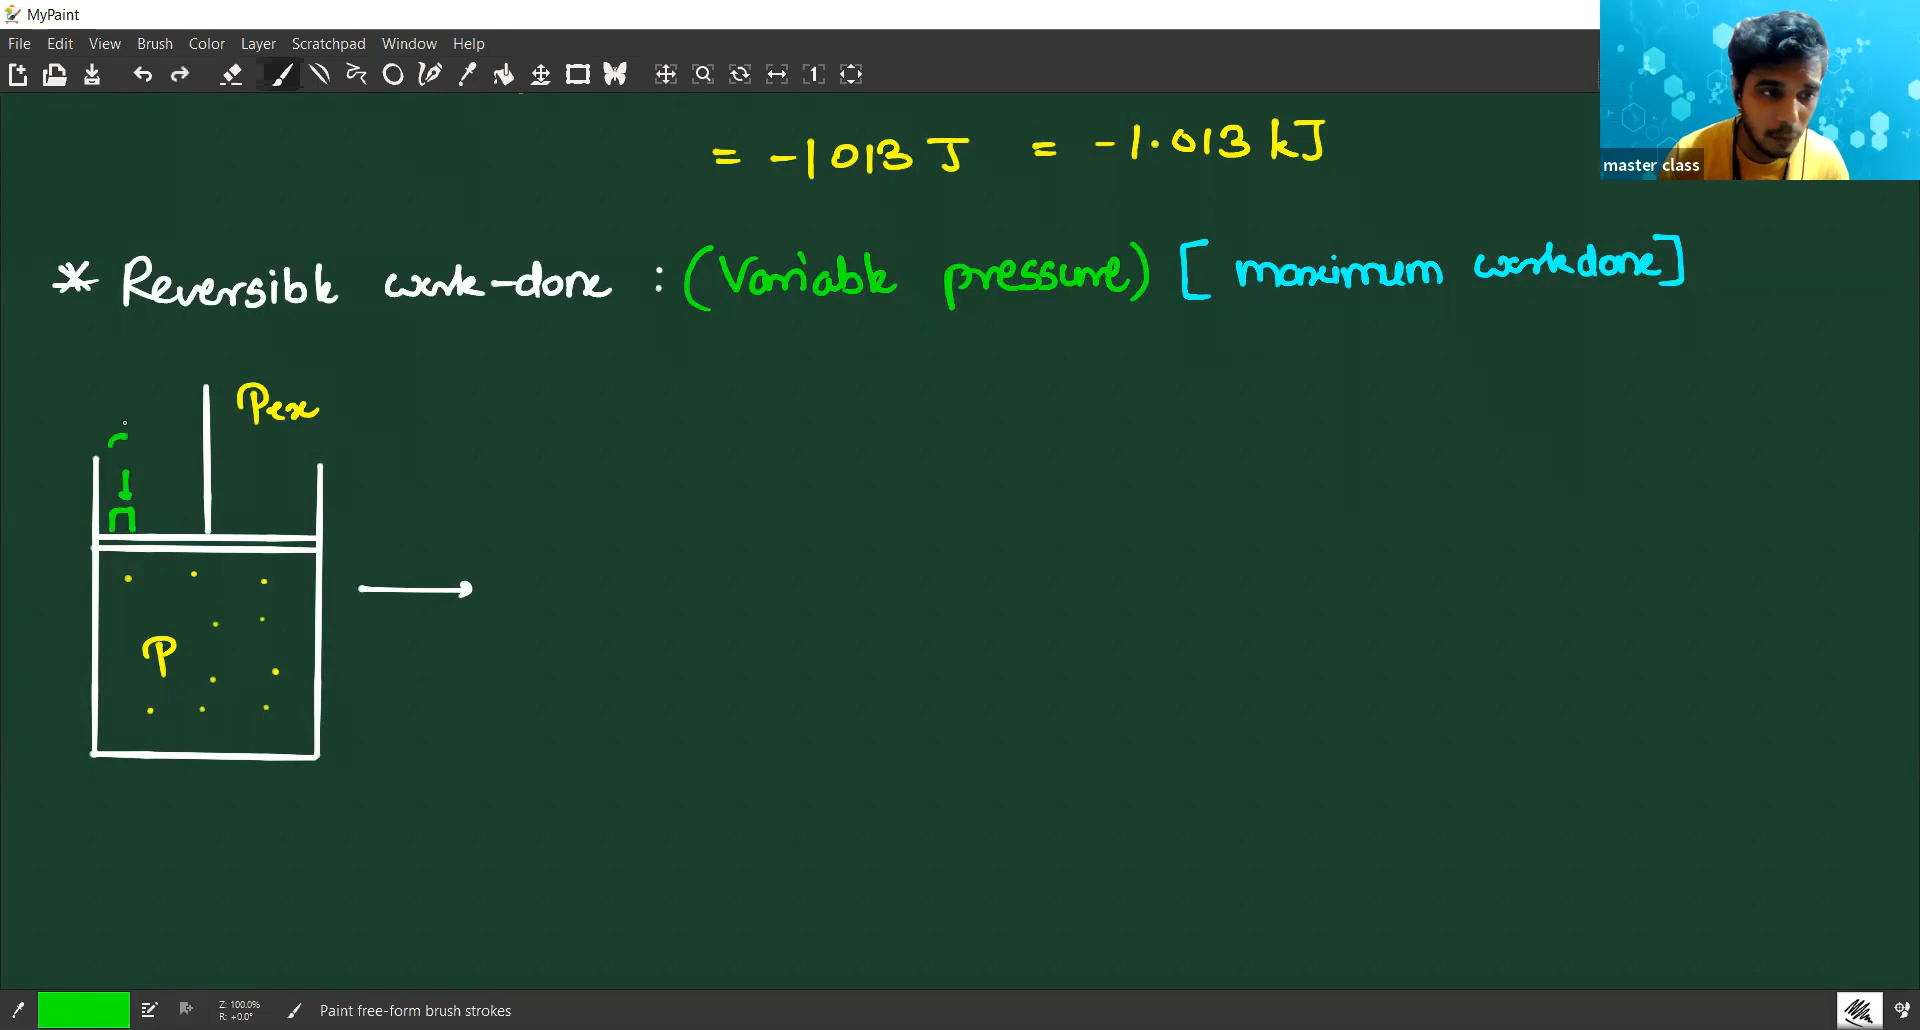 MyPaint
File Edit View Brush Color Layer Scratchpad Window Help
master class
= -1013 J = -1.013 kJ
* Reversible work-done : (Variable pressure) [ maximum workdone]
Pex
P
Z: 100.0%
R: +0.0°
Paint free-form brush strokes